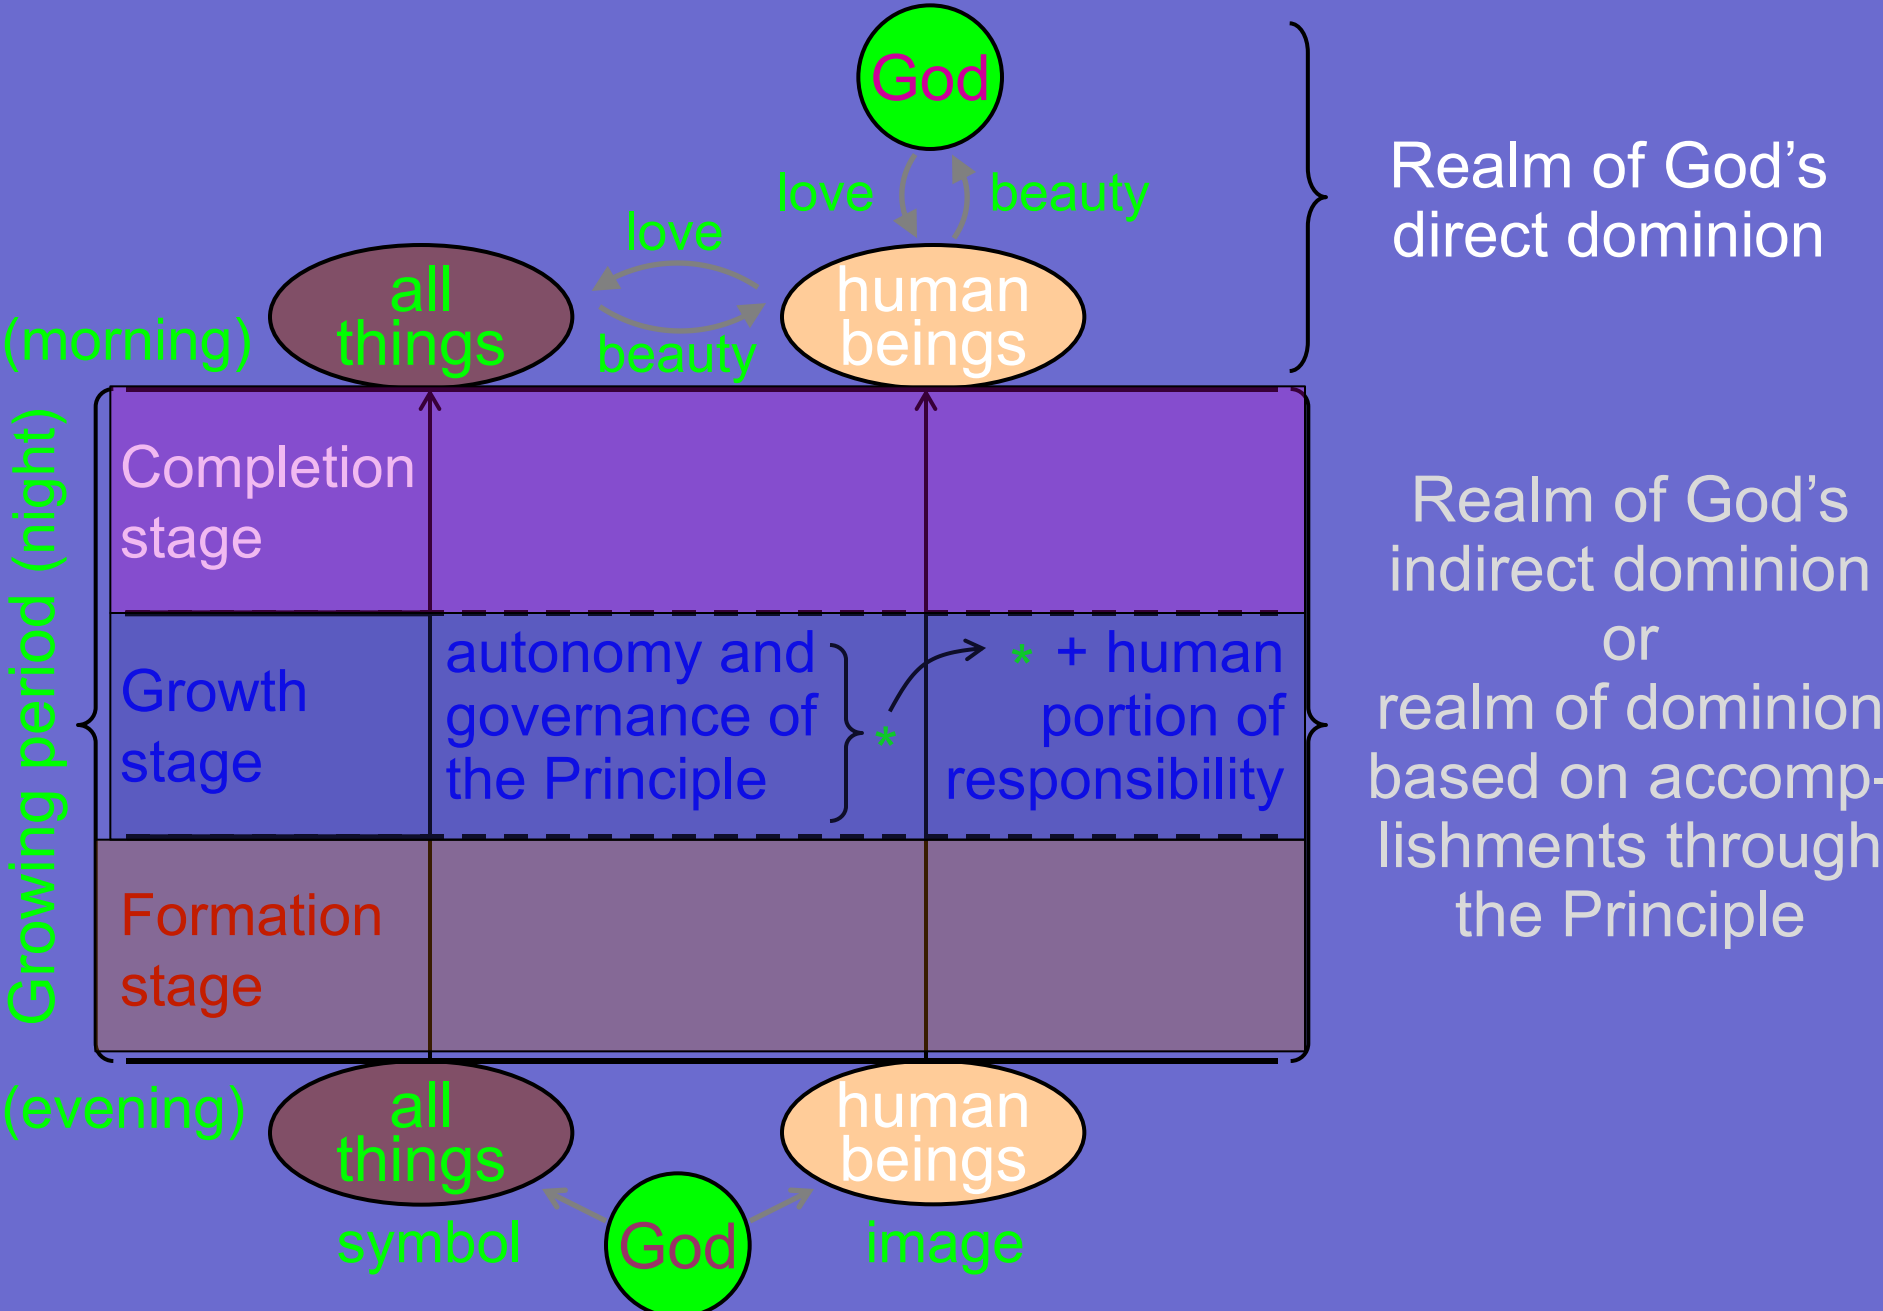 God
love
beauty
Realm of God’s
direct dominion
love
all
things
human
beings
(morning)
beauty
Growing period (night)
Completion
stage
Realm of God’s
indirect dominion
or
realm of dominion
based on accomp-
lishments through
the Principle
Growth
stage
autonomy and
governance of
the Principle
*
* + human
portion of
responsibility
Formation
stage
(evening)
all
things
human
beings
symbol
God
image